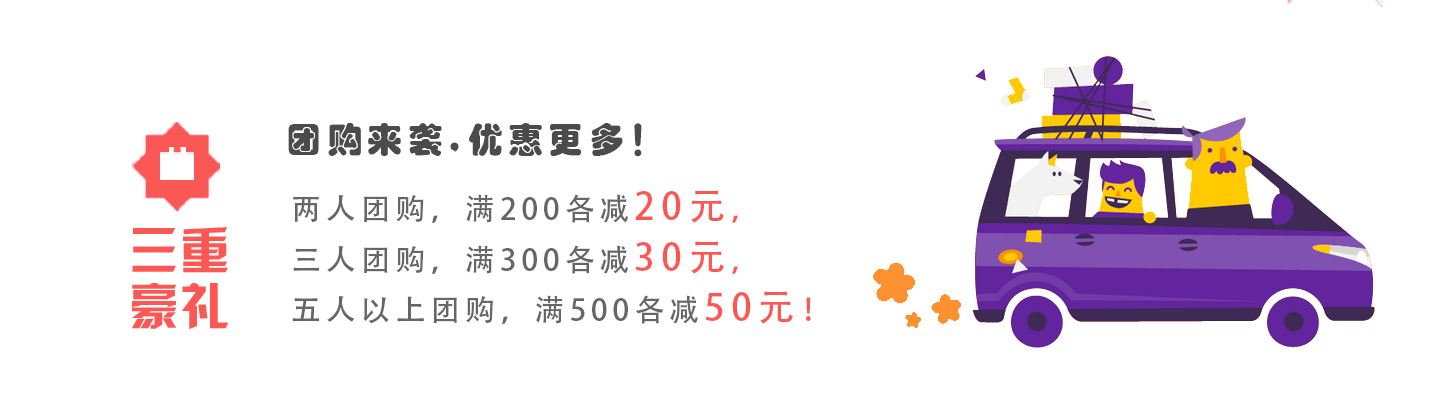 三重
豪礼
团购来袭.优惠更多!
两人团购，满200各减20元，
三人团购，满300各减30元，
五人以上团购，满500各减50元！